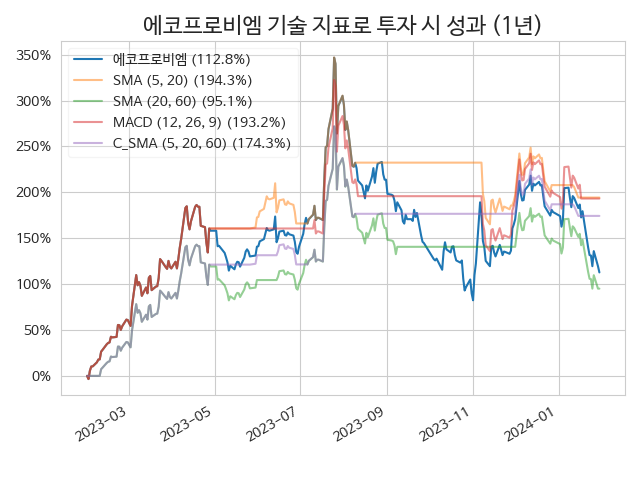 에코프로비엠 기술 지표로 투자 시 성과 (1년)
350%
300%
250%
200%
150%
100%
50%
0%
에코프로비엠 (112.8%)
SMA (5, 20) (194.3%)
SMA (20, 60) (95.1%)
MACD (12, 26, 9) (193.2%)
C_SMA (5, 20, 60) (174.3%)
2023-03
2023-05
2023-07
2023-09
2023-11
2024-01